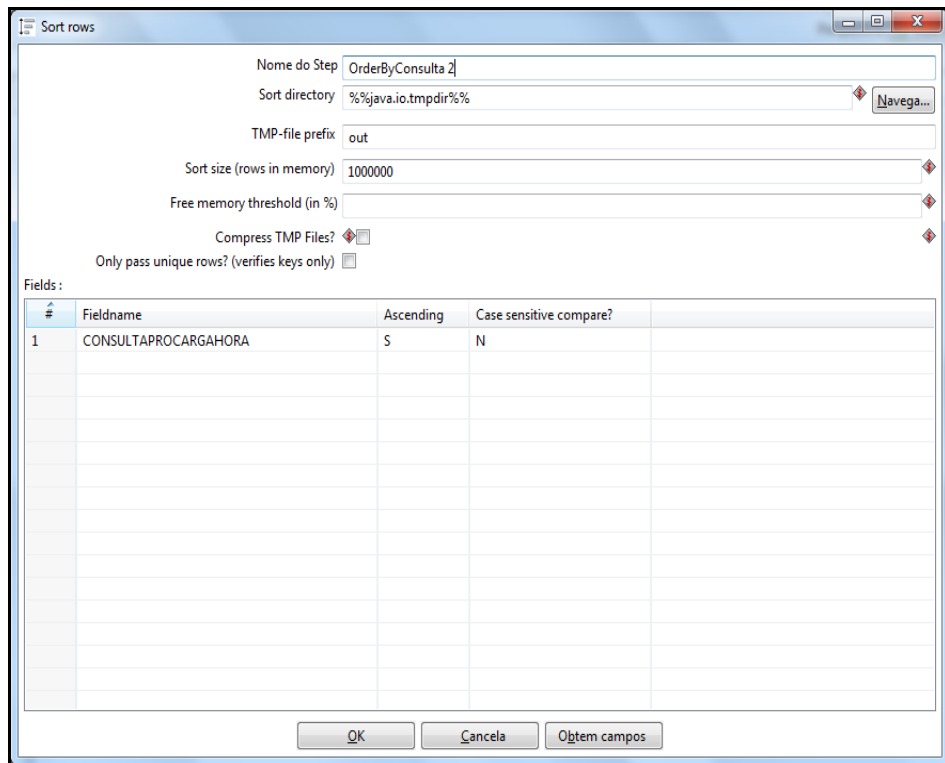 Sort rows
Nome do Step OrderByConsulta 2
Sort directory %%java.io.tmpdir%% Navega...
TMP-file prefix out
Sort size (rows in memory) 1000000
Free memory threshold (in %)
Compress TMP Files?
Only pass unique rows? (verifies keys only)
Fields :
# Fieldname Ascending Case sensitive compare?
1 CONSULTAPROCARGAHORA S N
OK Cancela Obtem campos